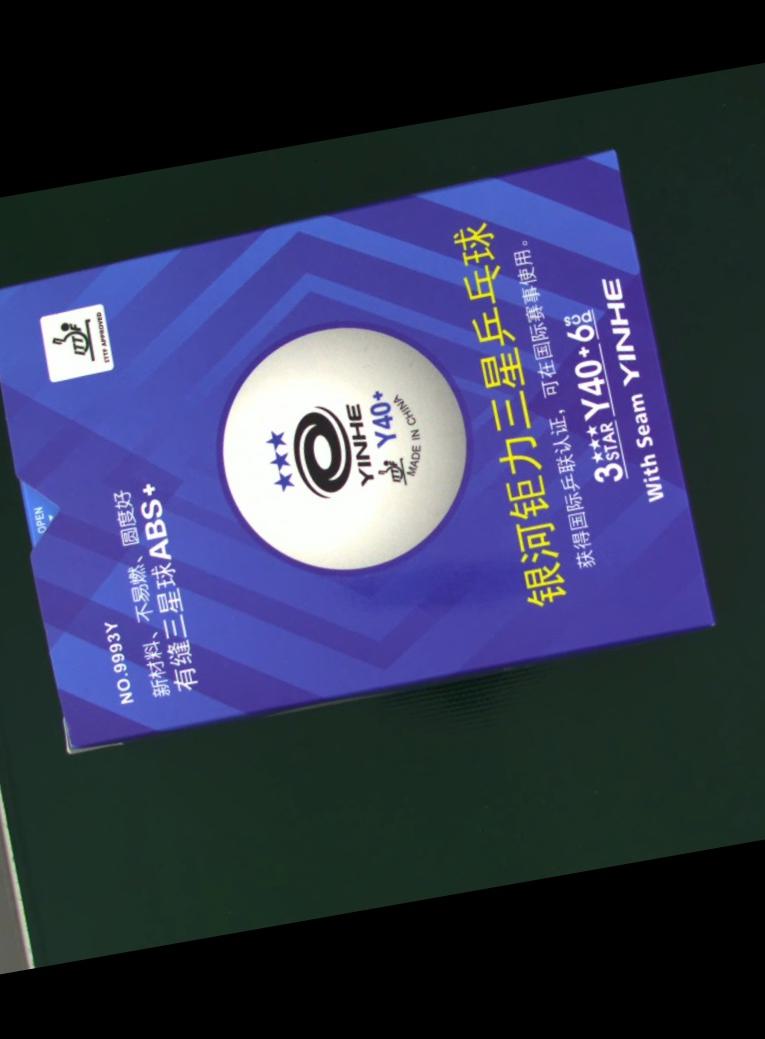 ITTF APPROVED
OPEN
NO.9993Y
新材料、不易燃、圆度好
有缝三星球ABS+
YINHE
Y40+
MADE IN CHINA
银河钜力三星乒乓球
获得国际乒联认证，可在国际赛事使用。
3 STAR Y40+ 6只
With Seam YINHE